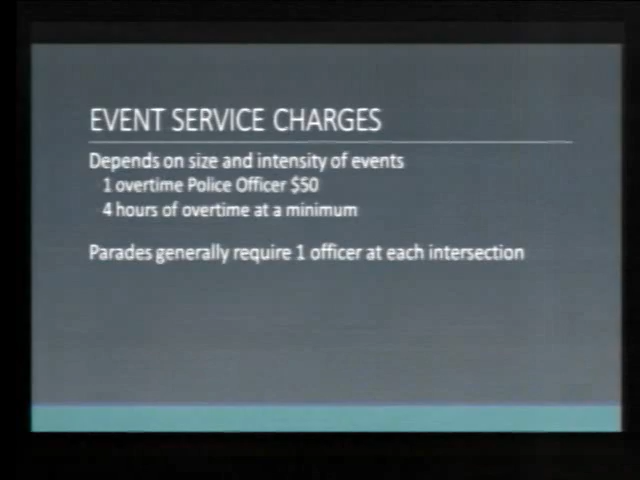 EVENT SERVICE CHARGES
Depends on size and intensity of events
1 overtime Police Officer $50
4 hours of overtime at a minimum
Parades generally require 1 officer at each intersection